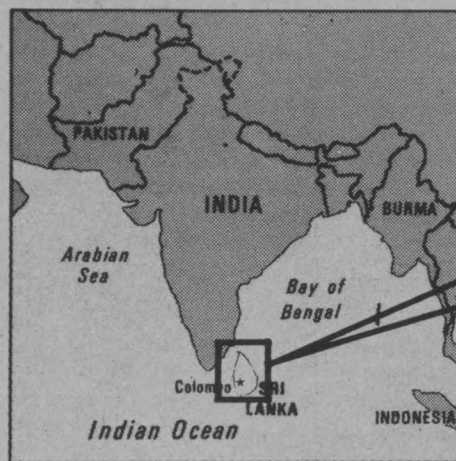 PAKISTAN
INDIA
BURMA
Arabian
Sea
Bay of
Bengal
Colombo
SRI
LANKA
INDONESIA
Indian Ocean